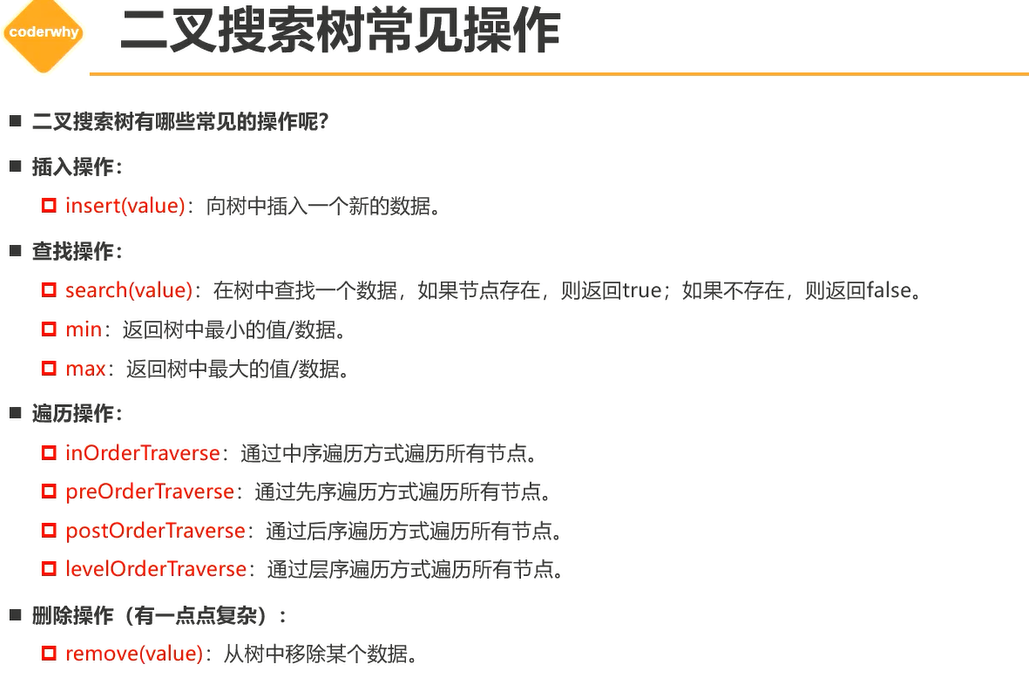 coderwhy
二叉搜索树常见操作
二叉搜索树有哪些常见的操作呢？
插入操作：
insert(value)：向树中插入一个新的数据。
查找操作：
search(value)：在树中查找一个数据，如果节点存在，则返回true；如果不存在，则返回false。
min：返回树中最小的值/数据。
max：返回树中最大的值/数据。
遍历操作：
inOrderTraverse：通过中序遍历方式遍历所有节点。
preOrderTraverse：通过先序遍历方式遍历所有节点。
postOrderTraverse：通过后序遍历方式遍历所有节点。
levelOrderTraverse：通过层序遍历方式遍历所有节点。
删除操作（有一点点复杂）：
remove(value)：从树中移除某个数据。